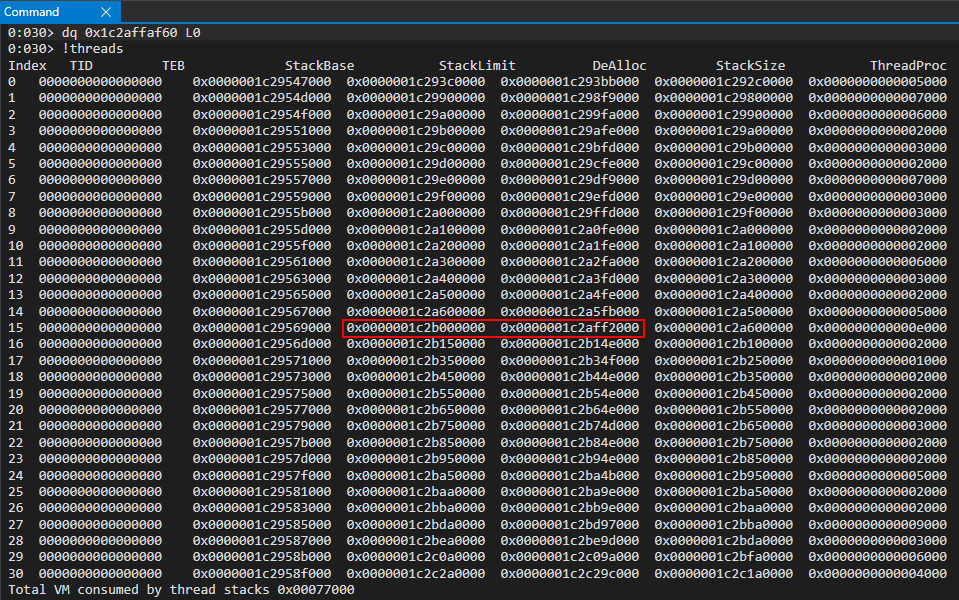 Command
0:030> dq 0x1c2affaf60 L0
0:030> !threads
Index TID TEB StackBase StackLimit DeAlloc StackSize ThreadProc
0 0000000000000000 0x0000001c29547000 0x0000001c293c0000 0x0000001c293bb000 0x0000001c292c0000 0x0000000000005000
1 0000000000000000 0x0000001c2954d000 0x0000001c29900000 0x0000001c298f9000 0x0000001c29800000 0x0000000000007000
2 0000000000000000 0x0000001c2954f000 0x0000001c29a00000 0x0000001c299fa000 0x0000001c29900000 0x0000000000006000
3 0000000000000000 0x0000001c29551000 0x0000001c29b00000 0x0000001c29afe000 0x0000001c29a00000 0x0000000000002000
4 0000000000000000 0x0000001c29553000 0x0000001c29c00000 0x0000001c29bfd000 0x0000001c29b00000 0x0000000000003000
5 0000000000000000 0x0000001c29555000 0x0000001c29d00000 0x0000001c29cfe000 0x0000001c29c00000 0x0000000000002000
6 0000000000000000 0x0000001c29557000 0x0000001c29e00000 0x0000001c29df9000 0x0000001c29d00000 0x0000000000007000
7 0000000000000000 0x0000001c29559000 0x0000001c29f00000 0x0000001c29efd000 0x0000001c29e00000 0x0000000000003000
8 0000000000000000 0x0000001c2955b000 0x0000001c2a000000 0x0000001c29ffd000 0x0000001c29f00000 0x0000000000003000
9 0000000000000000 0x0000001c2955d000 0x0000001c2a100000 0x0000001c2a0fe000 0x0000001c2a000000 0x0000000000002000
10 0000000000000000 0x0000001c2955f000 0x0000001c2a200000 0x0000001c2a1fe000 0x0000001c2a100000 0x0000000000002000
11 0000000000000000 0x0000001c29561000 0x0000001c2a300000 0x0000001c2a2fa000 0x0000001c2a200000 0x0000000000006000
12 0000000000000000 0x0000001c29563000 0x0000001c2a400000 0x0000001c2a3fd000 0x0000001c2a300000 0x0000000000003000
13 0000000000000000 0x0000001c29565000 0x0000001c2a500000 0x0000001c2a4fe000 0x0000001c2a400000 0x0000000000002000
14 0000000000000000 0x0000001c29567000 0x0000001c2a600000 0x0000001c2a5fb000 0x0000001c2a500000 0x0000000000005000
15 0000000000000000 0x0000001c29569000 0x0000001c2b000000 0x0000001c2aff2000 0x0000001c2a600000 0x000000000000e000
16 0000000000000000 0x0000001c2956d000 0x0000001c2b150000 0x0000001c2b14e000 0x0000001c2b100000 0x0000000000002000
17 0000000000000000 0x0000001c29571000 0x0000001c2b350000 0x0000001c2b34f000 0x0000001c2b250000 0x0000000000001000
18 0000000000000000 0x0000001c29573000 0x0000001c2b450000 0x0000001c2b44e000 0x0000001c2b350000 0x0000000000002000
19 0000000000000000 0x0000001c29575000 0x0000001c2b550000 0x0000001c2b54e000 0x0000001c2b450000 0x0000000000002000
20 0000000000000000 0x0000001c29577000 0x0000001c2b650000 0x0000001c2b64e000 0x0000001c2b550000 0x0000000000002000
21 0000000000000000 0x0000001c29579000 0x0000001c2b750000 0x0000001c2b74d000 0x0000001c2b650000 0x0000000000003000
22 0000000000000000 0x0000001c2957b000 0x0000001c2b850000 0x0000001c2b84e000 0x0000001c2b750000 0x0000000000002000
23 0000000000000000 0x0000001c2957d000 0x0000001c2b950000 0x0000001c2b94e000 0x0000001c2b850000 0x0000000000002000
24 0000000000000000 0x0000001c2957f000 0x0000001c2ba50000 0x0000001c2ba4b000 0x0000001c2b950000 0x0000000000005000
25 0000000000000000 0x0000001c29581000 0x0000001c2baa0000 0x0000001c2ba9e000 0x0000001c2ba50000 0x0000000000002000
26 0000000000000000 0x0000001c29583000 0x0000001c2bba0000 0x0000001c2bb9e000 0x0000001c2baa0000 0x0000000000002000
27 0000000000000000 0x0000001c29585000 0x0000001c2bda0000 0x0000001c2bd97000 0x0000001c2bba0000 0x0000000000009000
28 0000000000000000 0x0000001c29587000 0x0000001c2bea0000 0x0000001c2be9d000 0x0000001c2bda0000 0x0000000000003000
29 0000000000000000 0x0000001c2958b000 0x0000001c2c0a0000 0x0000001c2c09a000 0x0000001c2bfa0000 0x0000000000006000
30 0000000000000000 0x0000001c2958f000 0x0000001c2c2a0000 0x0000001c2c29c000 0x0000001c2c1a0000 0x0000000000004000
Total VM consumed by thread stacks 0x00077000